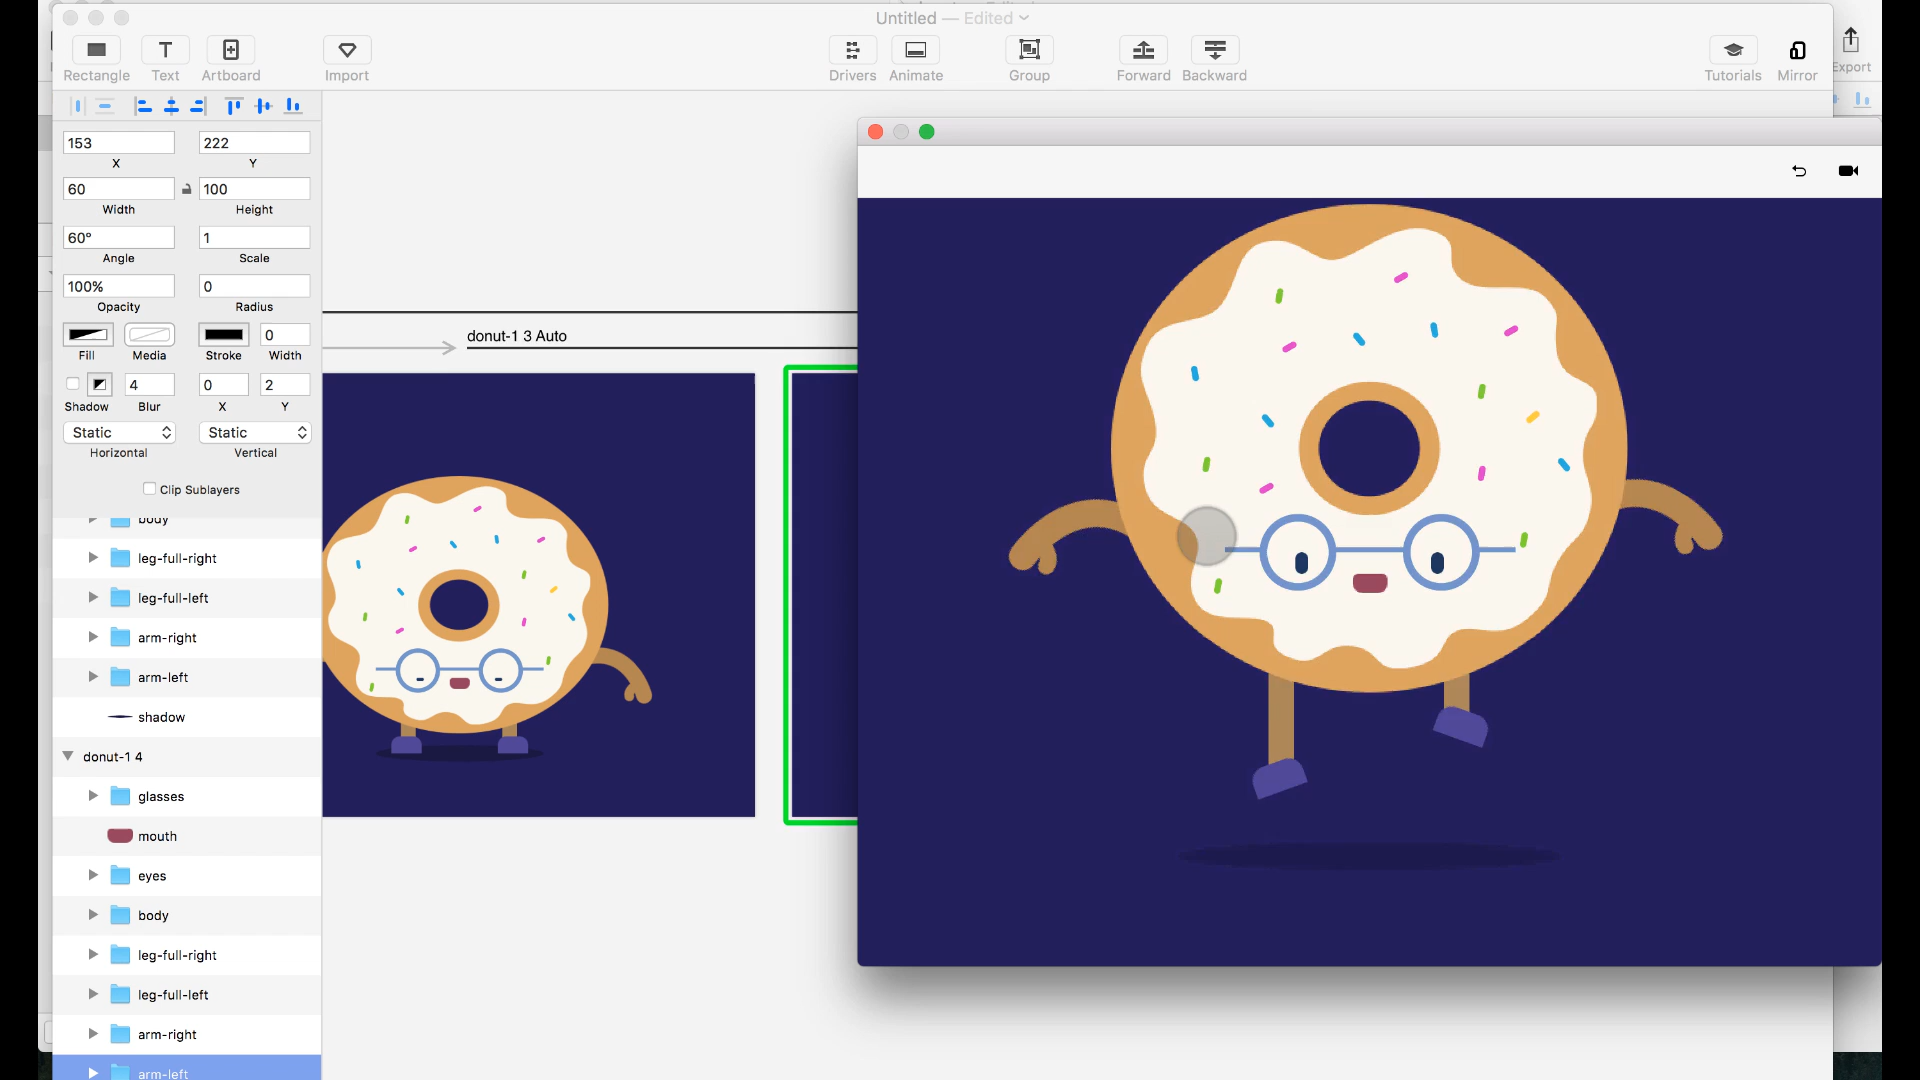 Untitled — Edited
Rectangle Text Artboard Import Drivers Animate Group Forward Backward Tutorials Mirror Export
153 222
X Y
60 100
Width Height
60° 1
Angle Scale
100% 0
Opacity Radius
0
Fill Media Stroke Width
4 0 2
Shadow Blur X Y
Static Static
Horizontal Vertical
Clip Sublayers
donut-1 3 Auto
body
leg-full-right
leg-full-left
arm-right
arm-left
shadow
donut-1 4
glasses
mouth
eyes
body
leg-full-right
leg-full-left
arm-right
arm-left